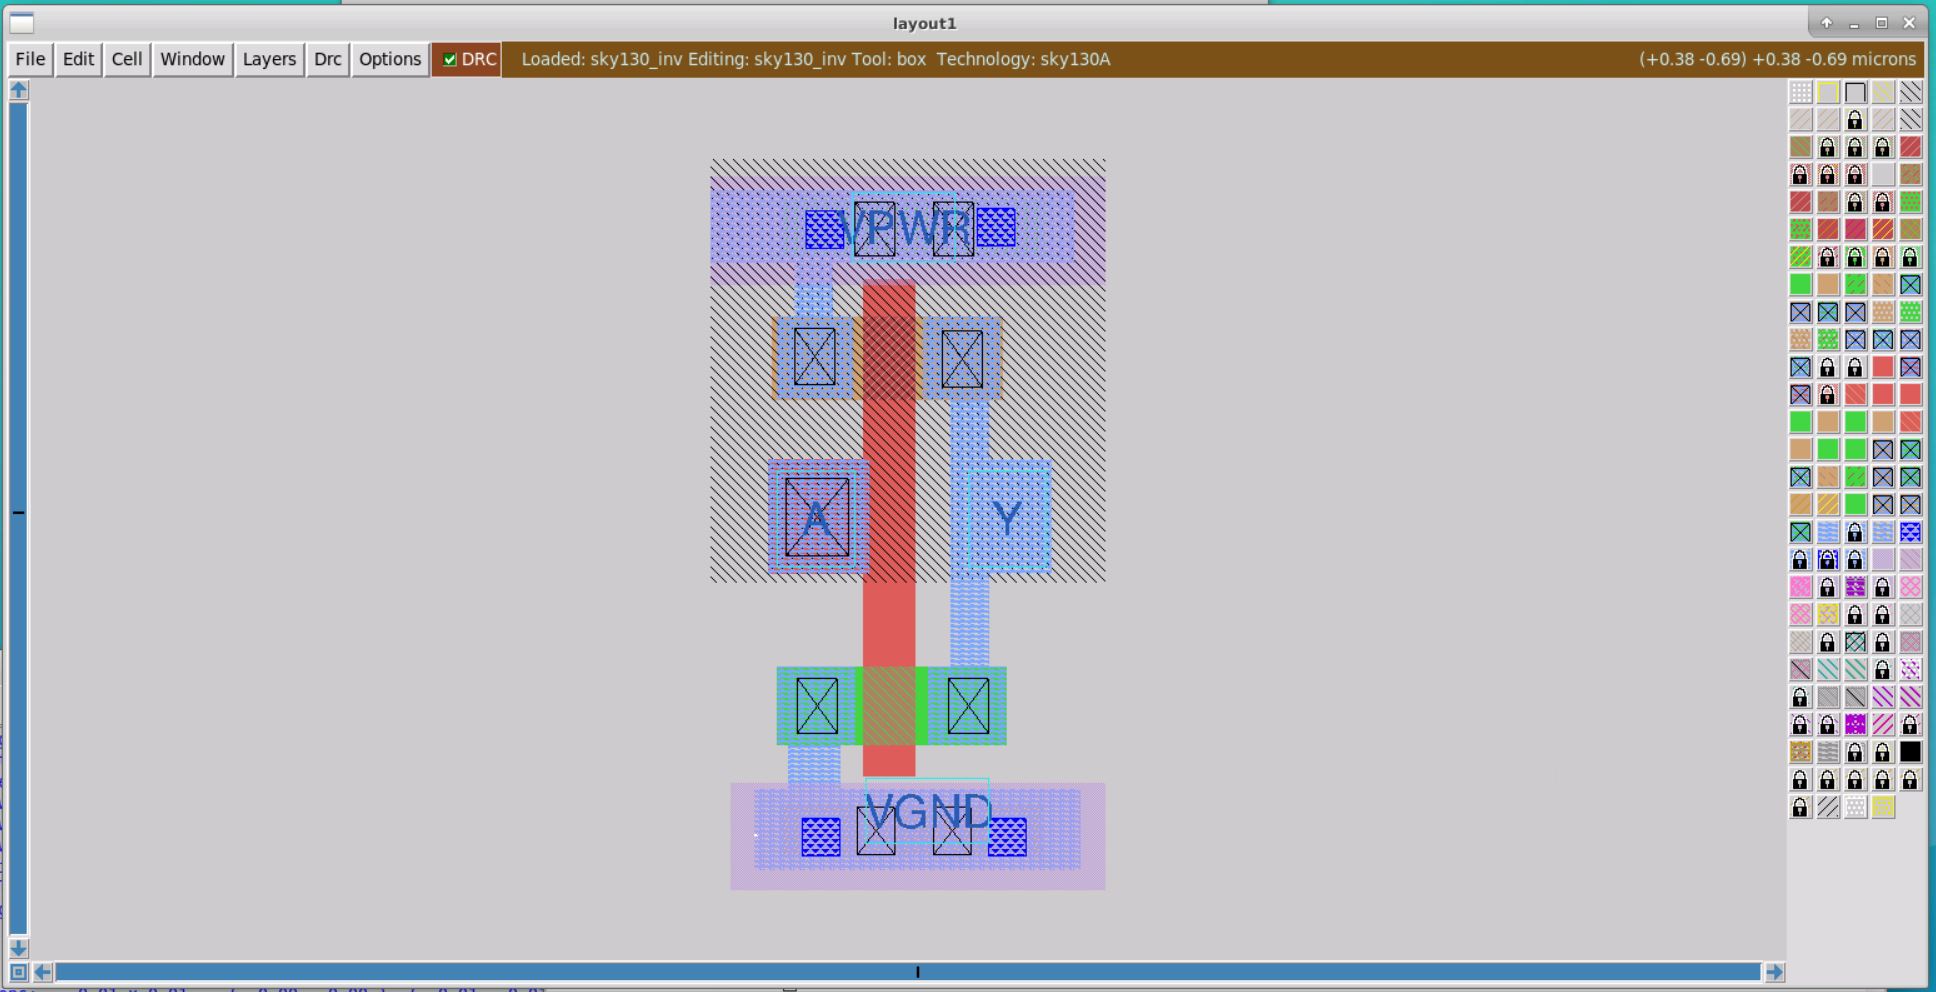 layout1
File Edit Cell Window Layers Drc Options DRC Loaded: sky130_inv Editing: sky130_inv Tool: box Technology: sky130A (+0.38 -0.69) +0.38 -0.69 microns
VPWR
A Y
VGND